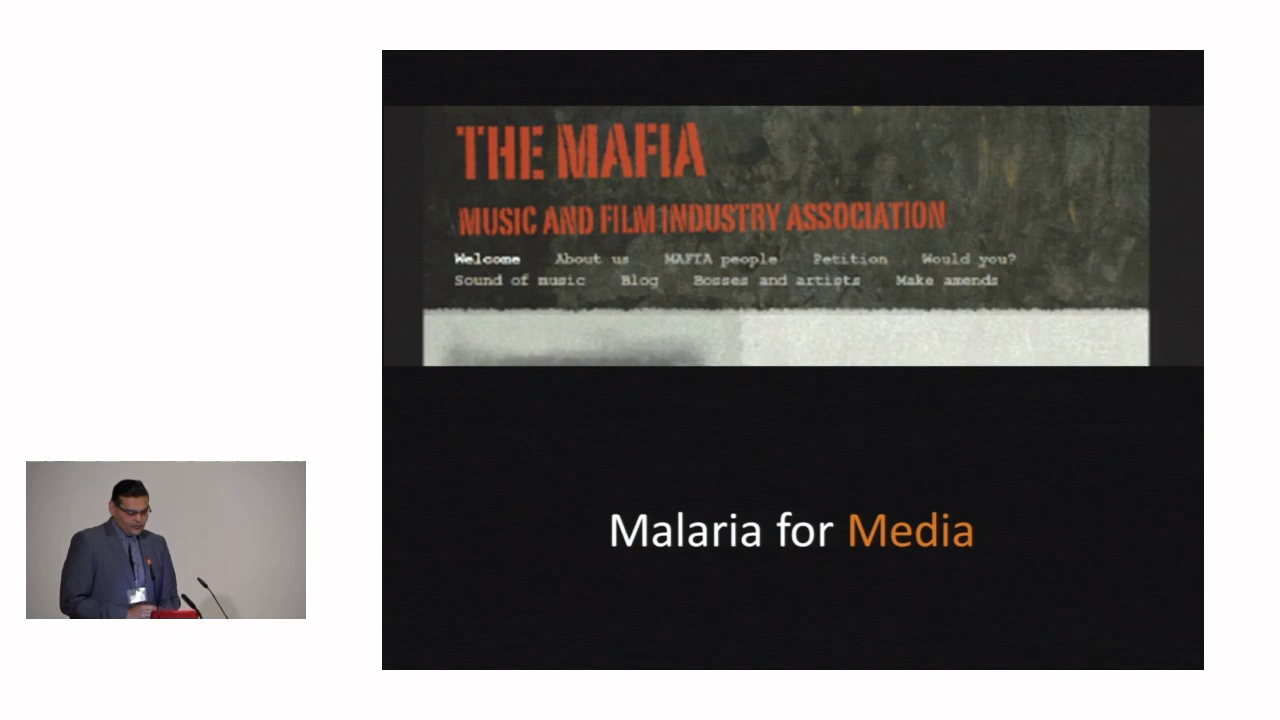 THE MAFIA
MUSIC AND FILM INDUSTRY ASSOCIATION
Welcome About us MAFIA people Petition Would you?
Sound of music Blog Bosses and artists Make amends
Malaria for Media